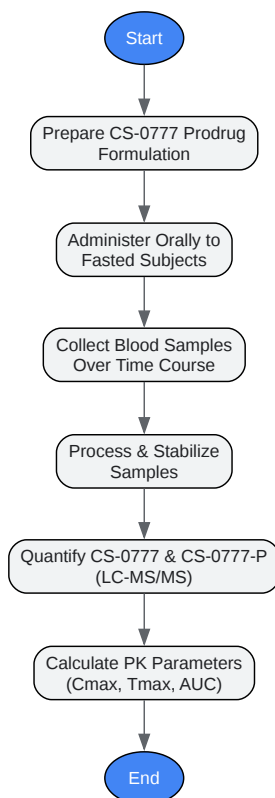 Start
Prepare CS-0777 Prodrug
Formulation
Administer Orally to
Fasted Subjects
Collect Blood Samples
Over Time Course
Process & Stabilize
Samples
Quantify CS-0777 & CS-0777-P
(LC-MS/MS)
Calculate PK Parameters
(Cmax, Tmax, AUC)
End